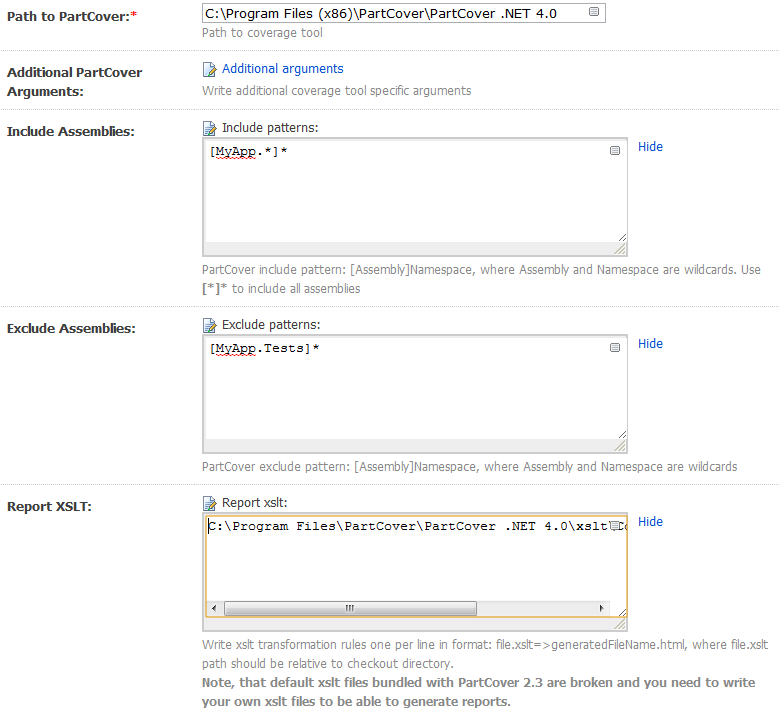 Path to PartCover:* C:\Program Files (x86)\PartCover\PartCover .NET 4.0
Path to coverage tool
Additional PartCover Arguments: Additional arguments
Write additional coverage tool specific arguments
Include Assemblies: Include patterns:
[MyApp.*]* Hide
PartCover include pattern: [Assembly]Namespace, where Assembly and Namespace are wildcards. Use
[*]* to include all assemblies
Exclude Assemblies: Exclude patterns:
[MyApp.Tests]* Hide
PartCover exclude pattern: [Assembly]Namespace, where Assembly and Namespace are wildcards
Report XSLT: Report xslt:
C:\Program Files\PartCover\PartCover .NET 4.0\xslt\Co Hide
Write xslt transformation rules one per line in format: file.xslt=>generatedFileName.html, where file.xslt
path should be relative to checkout directory.
Note, that default xslt files bundled with PartCover 2.3 are broken and you need to write
your own xslt files to be able to generate reports.